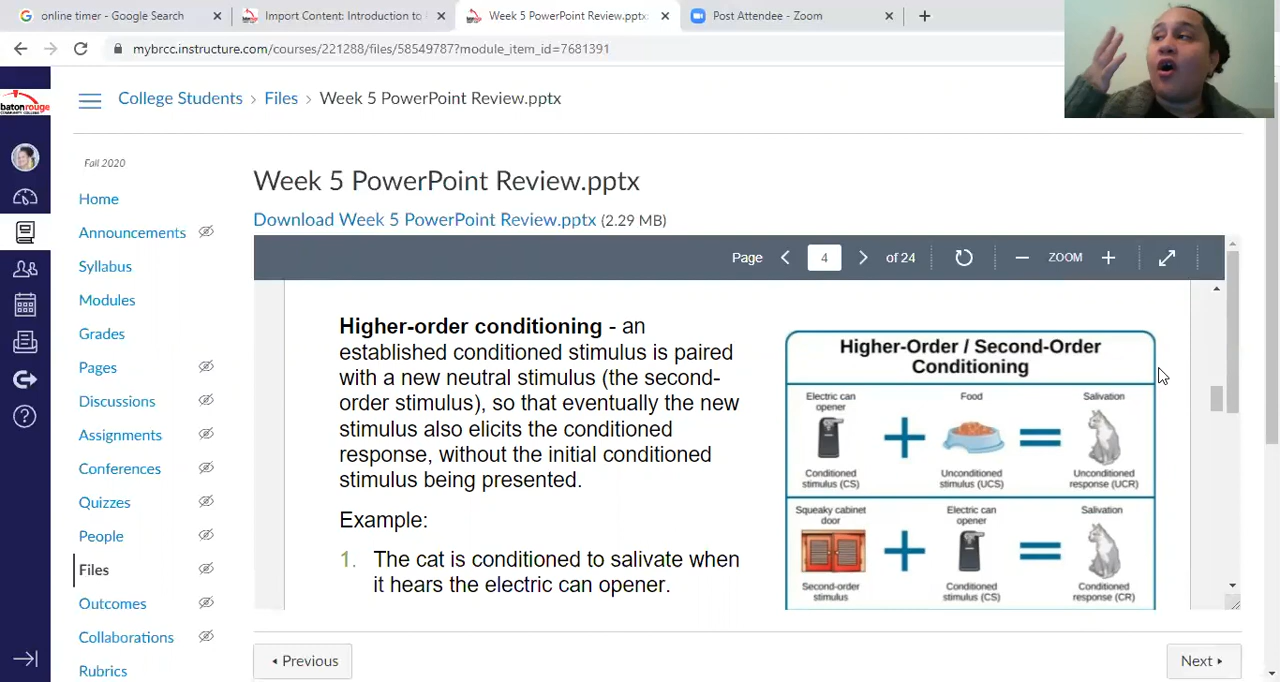 online timer - Google Search
Import Content: Introduction to
Week 5 PowerPoint Review.pptx
Post Attendee - Zoom
mybrcc.instructure.com/courses/221288/files/58549787?module_item_id=7681391
batonrouge
COMMUNITY COLLEGE
College Students > Files > Week 5 PowerPoint Review.pptx
Fall 2020
Home
Announcements
Syllabus
Modules
Grades
Pages
Discussions
Assignments
Conferences
Quizzes
People
Files
Outcomes
Collaborations
Rubrics
Week 5 PowerPoint Review.pptx
Download Week 5 PowerPoint Review.pptx (2.29 MB)
Page < 4 > of 24 — ZOOM +
Higher-order conditioning - an
established conditioned stimulus is paired
with a new neutral stimulus (the second-
order stimulus), so that eventually the new
stimulus also elicits the conditioned
response, without the initial conditioned
stimulus being presented.
Example:
1. The cat is conditioned to salivate when
it hears the electric can opener.
Higher-Order / Second-Order
Conditioning
Electric can
opener
Food
Salivation
+ =
Conditioned
stimulus (CS)
Unconditioned
stimulus (UCS)
Unconditioned
response (UCR)
Squeaky cabinet
door
Electric can
opener
Salivation
+ =
Second-order
stimulus
Conditioned
stimulus (CS)
Conditioned
response (CR)
Previous
Next